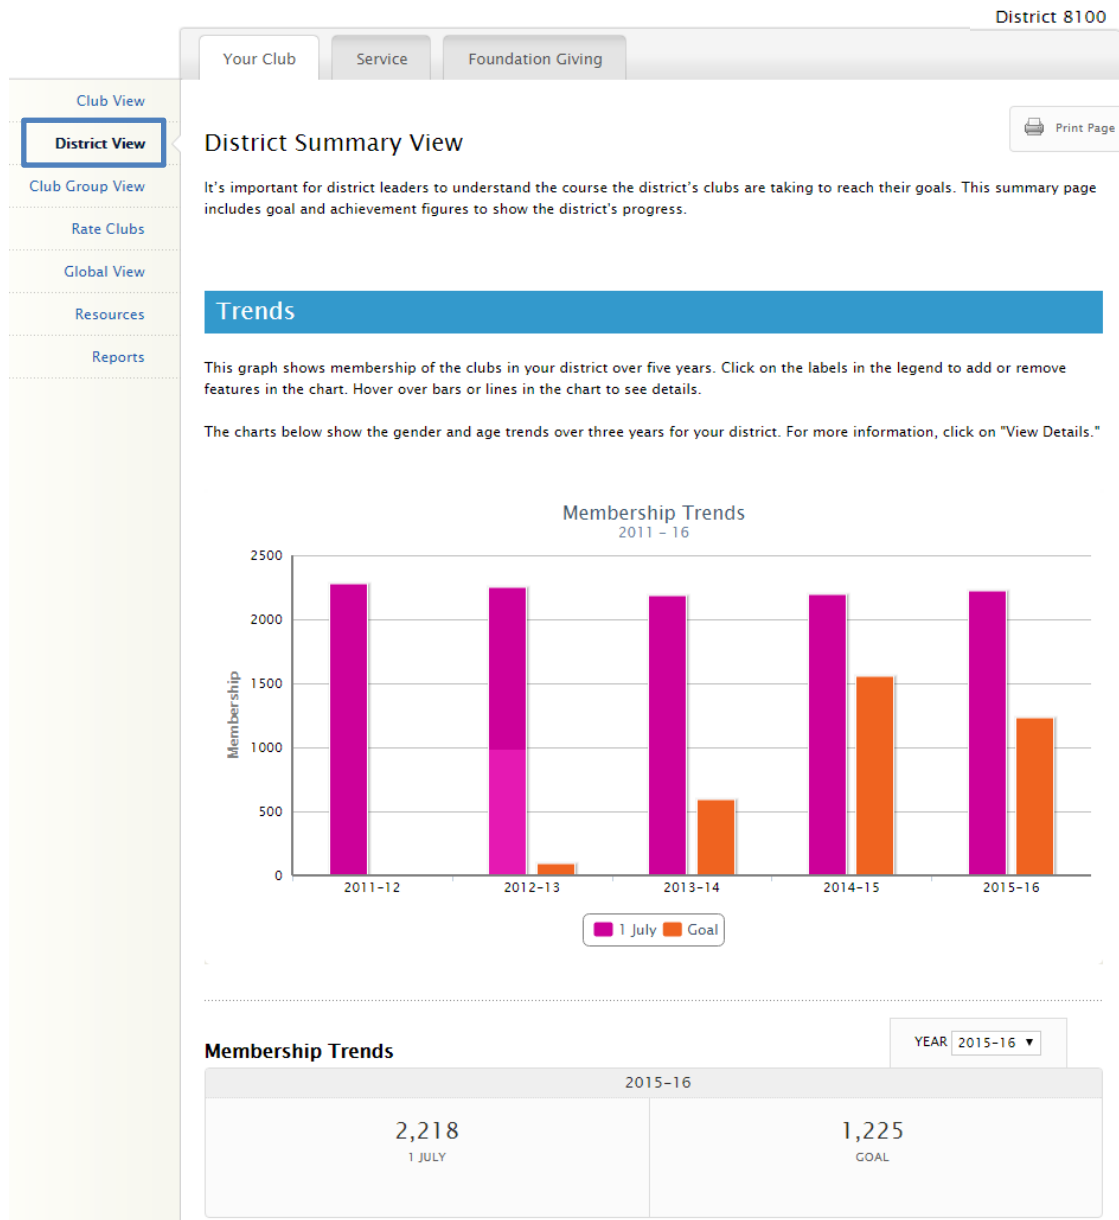 District 8100
Your Club
Service
Foundation Giving
Club View
District View
Club Group View
Rate Clubs
Global View
Resources
Reports
Print Page
District Summary View
It's important for district leaders to understand the course the district's clubs are taking to reach their goals. This summary page
includes goal and achievement figures to show the district's progress.
Trends
This graph shows membership of the clubs in your district over five years. Click on the labels in the legend to add or remove
features in the chart. Hover over bars or lines in the chart to see details.
The charts below show the gender and age trends over three years for your district. For more information, click on "View Details."
Membership Trends
2011 - 16
2500
2000
1500
1000
500
0
Membership
2011-12
2012-13
2013-14
2014-15
2015-16
1 July
Goal
Membership Trends
YEAR 2015-16
2015-16
2,218
1 JULY
1,225
GOAL